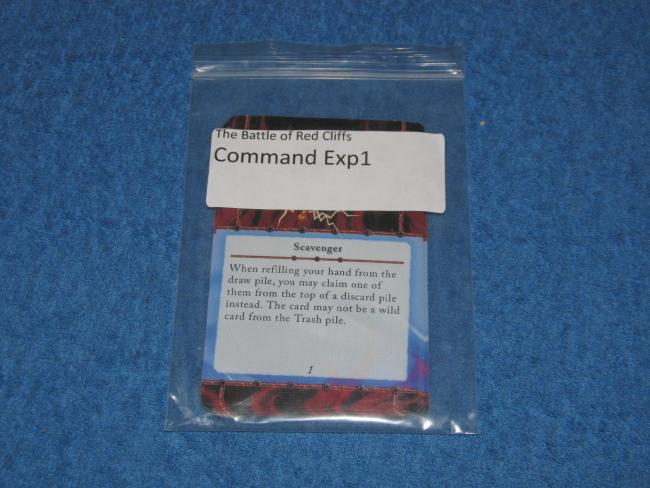 The Battle of Red Cliffs
Command Exp1
Scavenger
When refilling your hand from the
draw pile, you may claim one of
them from the top of a discard pile
instead. The card may not be a wild
card from the Trash pile.
1